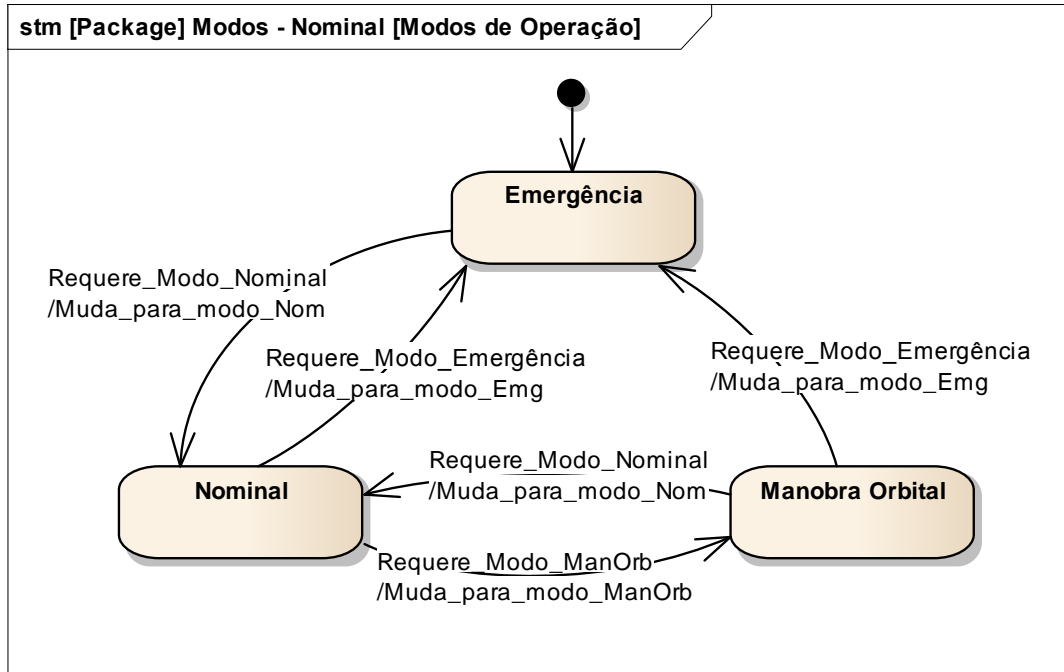 stm [Package] Modos - Nominal [Modos de Operação]
Emergência
Requere_Modo_Nominal
/Muda_para_modo_Nom
Requere_Modo_Emergência
/Muda_para_modo_Emg
Requere_Modo_Emergência
/Muda_para_modo_Emg
Nominal
Requere_Modo_Nominal
/Muda_para_modo_Nom
Manobra Orbital
Requere_Modo_ManOrb
/Muda_para_modo_ManOrb